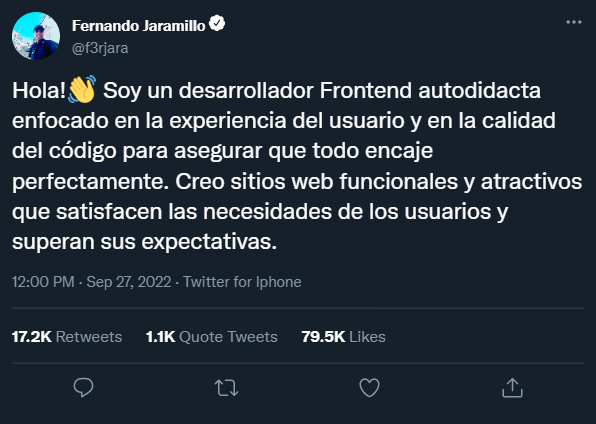 Fernando Jaramillo
@f3rjara
Hola!👋 Soy un desarrollador Frontend autodidacta
enfocado en la experiencia del usuario y en la calidad
del código para asegurar que todo encaje
perfectamente. Creo sitios web funcionales y atractivos
que satisfacen las necesidades de los usuarios y
superan sus expectativas.
12:00 PM · Sep 27, 2022 · Twitter for Iphone
17.2K Retweets 1.1K Quote Tweets 79.5K Likes